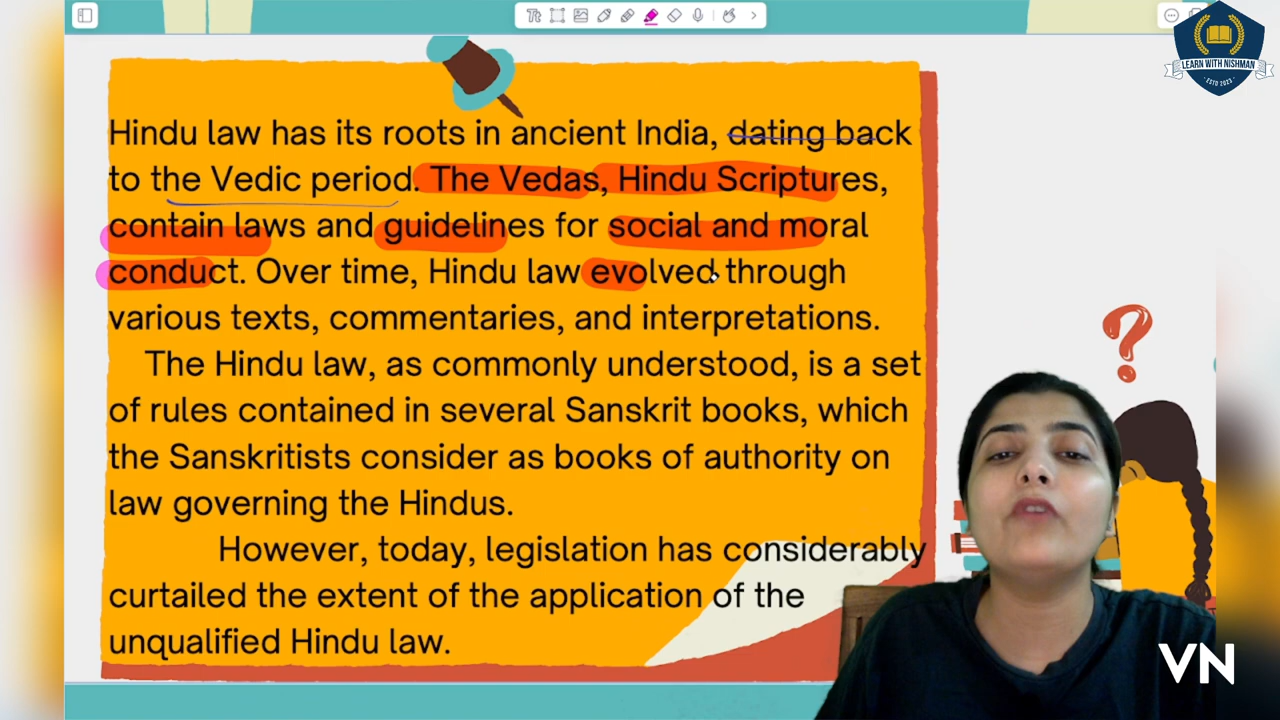 LEARN WITH NISHMAN
ESTD 2023
Hindu law has its roots in ancient India, dating back
to the Vedic period. The Vedas, Hindu Scriptures,
contain laws and guidelines for social and moral
conduct. Over time, Hindu law evolved through
various texts, commentaries, and interpretations.
The Hindu law, as commonly understood, is a set
of rules contained in several Sanskrit books, which
the Sanskritists consider as books of authority on
law governing the Hindus.
However, today, legislation has considerably
curtailed the extent of the application of the
unqualified Hindu law.
?
VN